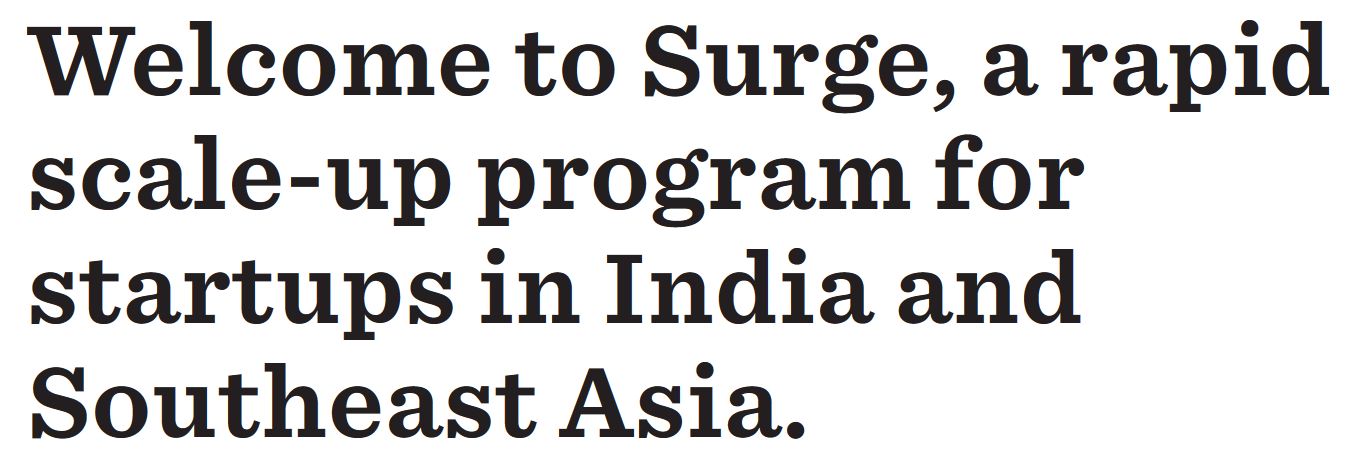 Welcome to Surge, a rapid
scale-up program for
startups in India and
Southeast Asia.